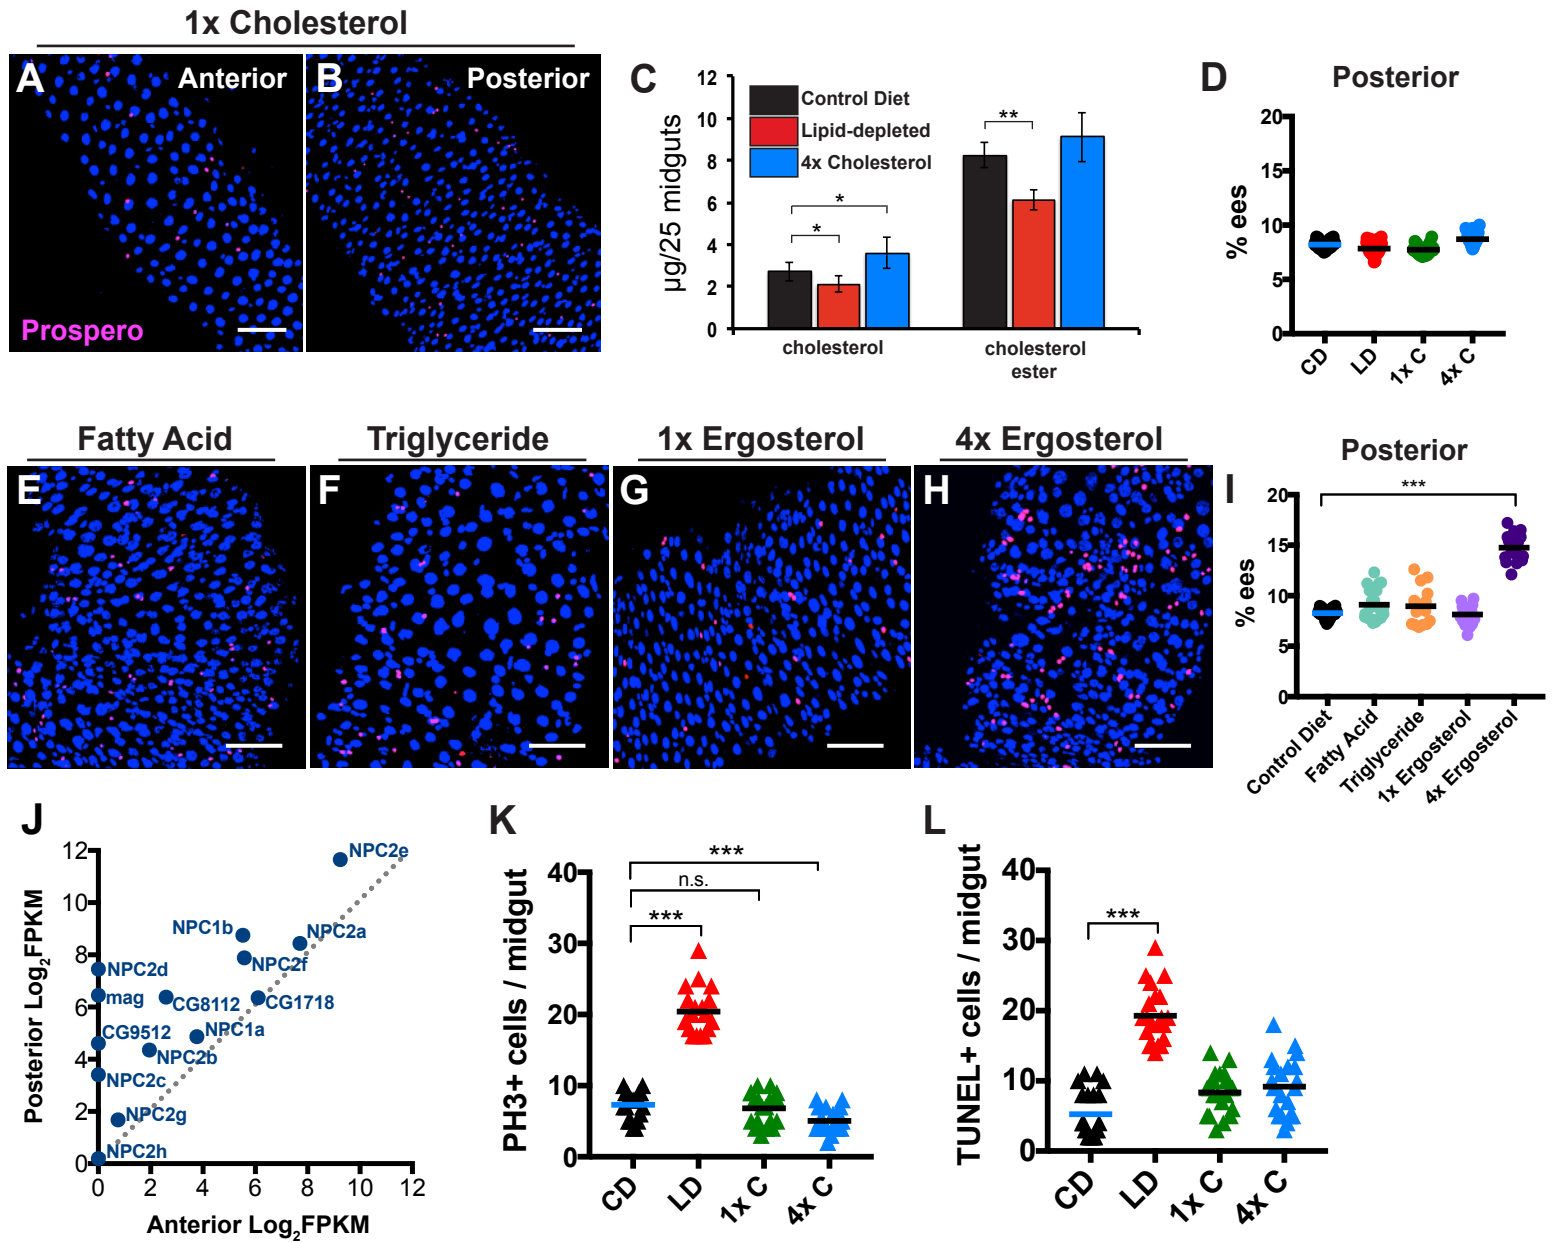 1x Cholesterol
A
Anterior
B
Posterior
Prospero
C
12
10
8
6
4
2
0
µg/25 midguts
Control Diet
Lipid-depleted
4x Cholesterol
*
*
**
cholesterol
cholesterol
ester
D
Posterior
20
15
10
5
0
% ees
CD
LD
1x C
4x C
Fatty Acid
Triglyceride
1x Ergosterol
4x Ergosterol
E
F
G
H
I
Posterior
***
20
15
10
5
0
% ees
Control Diet
Fatty Acid
Triglyceride
1x Ergosterol
4x Ergosterol
J
12
10
8
6
4
2
0
Posterior Log2FPKM
NPC2e
NPC1b
NPC2a
NPC2f
NPC2d
mag
CG8112
CG1718
CG9512
NPC1a
NPC2b
NPC2c
NPC2g
NPC2h
0 2 4 6 8 10 12
Anterior Log2FPKM
K
***
n.s.
***
40
30
20
10
0
PH3+ cells / midgut
CD
LD
1x C
4x C
L
***
40
30
20
10
0
TUNEL+ cells / midgut
CD
LD
1x C
4x C